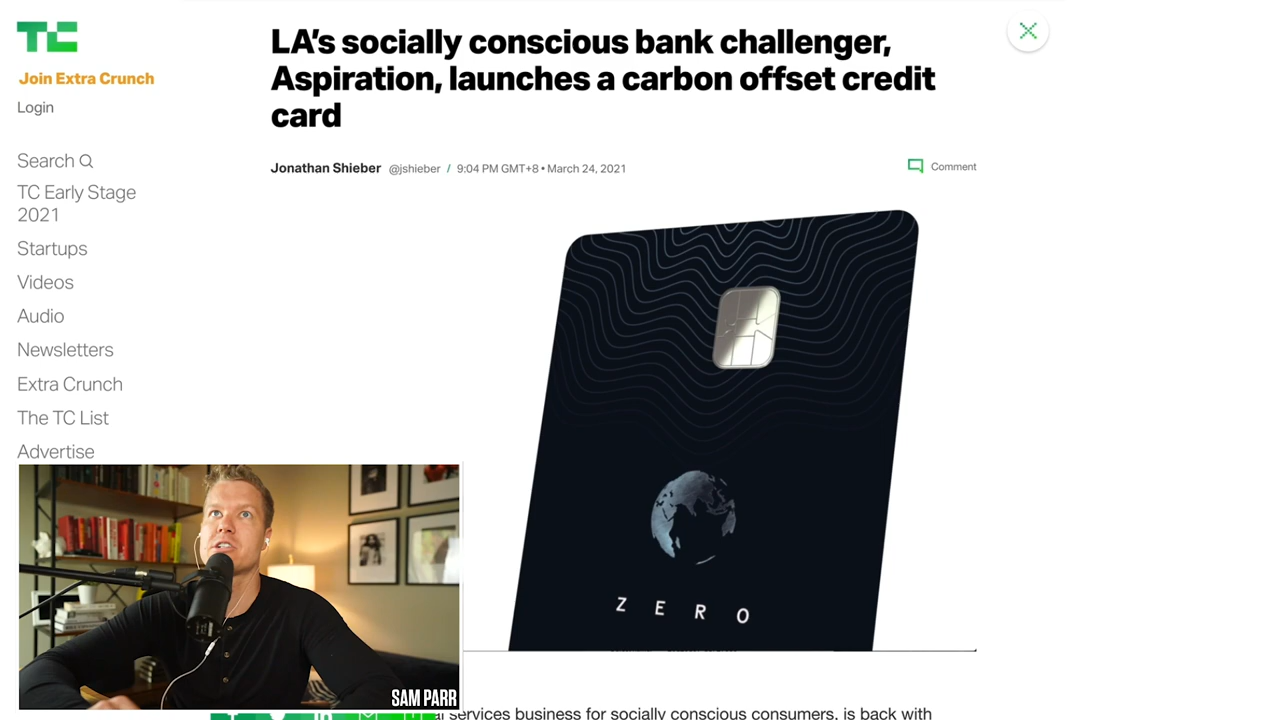 TC
Join Extra Crunch
Login
Search
TC Early Stage
2021
Startups
Videos
Audio
Newsletters
Extra Crunch
The TC List
Advertise
LA's socially conscious bank challenger,
Aspiration, launches a carbon offset credit
card
Jonathan Shieber @jshieber / 9:04 PM GMT+8 • March 24, 2021
Comment
ZERO
SAM PARR
services business for socially conscious consumers, is back with